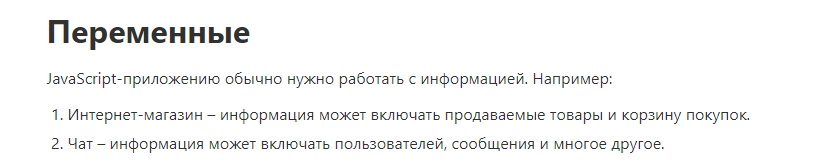 Переменные
JavaScript-приложению обычно нужно работать с информацией. Например:
1. Интернет-магазин – информация может включать продаваемые товары и корзину покупок.
2. Чат – информация может включать пользователей, сообщения и многое другое.